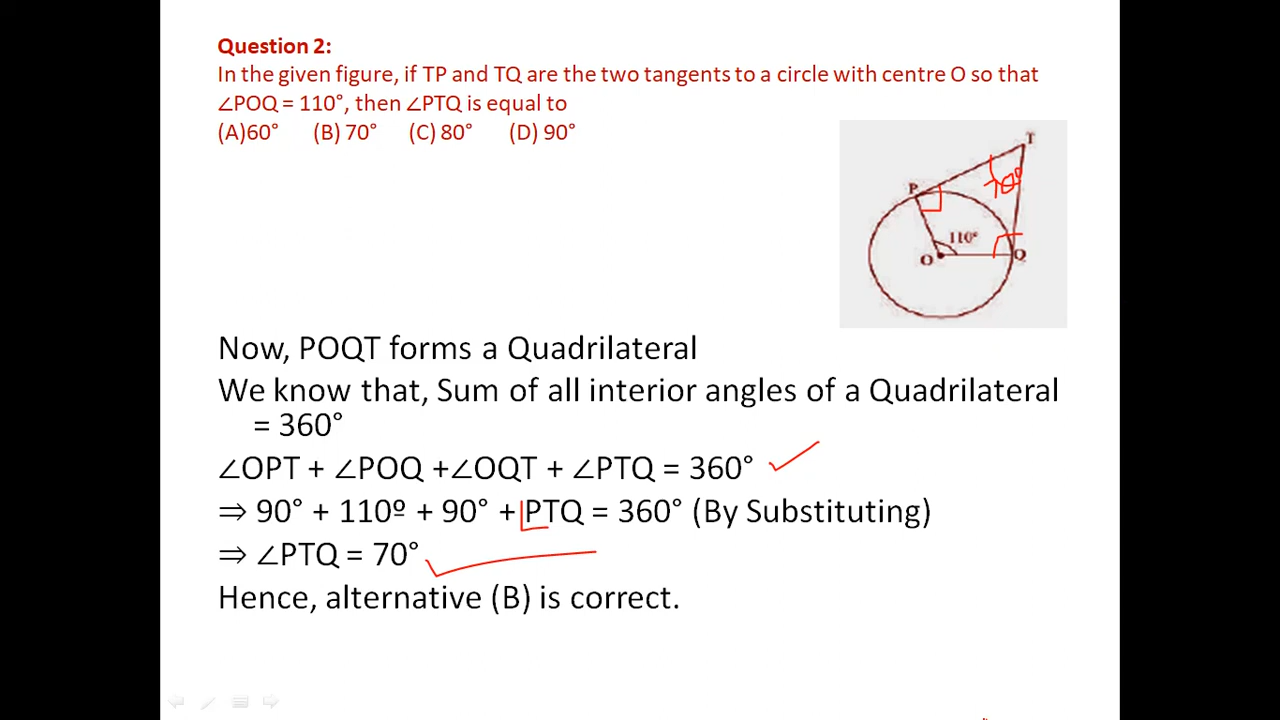 Question 2:
In the given figure, if TP and TQ are the two tangents to a circle with centre O so that
∠POQ = 110°, then ∠PTQ is equal to
(A)60° (B) 70° (C) 80° (D) 90°
T
P
70°
110°
O
Q
Now, POQT forms a Quadrilateral
We know that, Sum of all interior angles of a Quadrilateral
= 360°
∠OPT + ∠POQ +∠OQT + ∠PTQ = 360°
⇒ 90° + 110º + 90° + PTQ = 360° (By Substituting)
⇒ ∠PTQ = 70°
Hence, alternative (B) is correct.